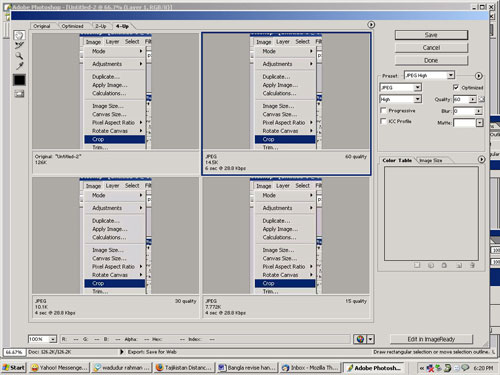 Adobe Photoshop - [Untitled-2 @ 66.7% (Layer 1, RGB/8)]
Original Optimized 2-Up 4-Up
Save
Cancel
Done
Preset: JPEG High
JPEG Optimized
High Quality: 60
Progressive Blur: 0
ICC Profile Matte:
Color Table Image Size
Image Layer Select Filt
Mode
Adjustments
Duplicate...
Apply Image...
Calculations...
Image Size...
Canvas Size...
Pixel Aspect Ratio
Rotate Canvas
Crop
Trim...
Original: "Untitled-2"
126K
Image Layer Select Filt
Mode
Adjustments
Duplicate...
Apply Image...
Calculations...
Image Size...
Canvas Size...
Pixel Aspect Ratio
Rotate Canvas
Crop
Trim...
JPEG 60 quality
14.5K
6 sec @ 28.8 Kbps
Image Layer Select Filt
Mode
Adjustments
Duplicate...
Apply Image...
Calculations...
Image Size...
Canvas Size...
Pixel Aspect Ratio
Rotate Canvas
Crop
Trim...
JPEG 30 quality
10.1K
4 sec @ 28.8 Kbps
Image Layer Select Filt
Mode
Adjustments
Duplicate...
Apply Image...
Calculations...
Image Size...
Canvas Size...
Pixel Aspect Ratio
Rotate Canvas
Crop
Trim...
JPEG 15 quality
7.772K
4 sec @ 28.8 Kbps
100% R: -- G: -- B: -- Alpha: -- Hex: -- Index: --
Edit in ImageReady
66.67% Doc: 126.2K/126.2K Exporti: Save for Web Draw rectangular selection or move selection outline.
Start Yahoo! Messenge... wadudur rahman ... Tajikistan Distanc... Bangla revise han... Inbox - Mozilla Th... Adobe Photosh... 6:20 PM